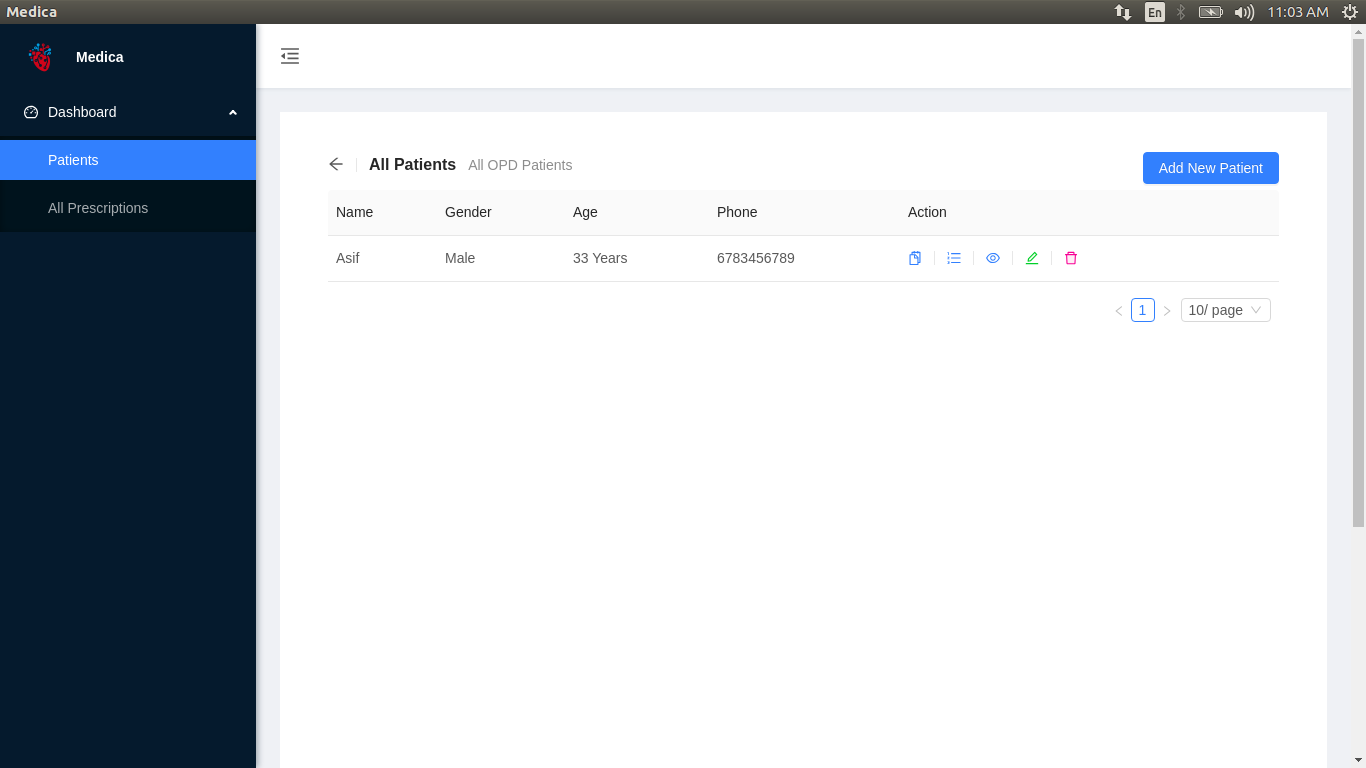 Medica
En
11:03 AM
Medica
Dashboard
Patients
All Prescriptions
All Patients All OPD Patients
Add New Patient
Name Gender Age Phone Action
Asif Male 33 Years 6783456789
1 10/ page